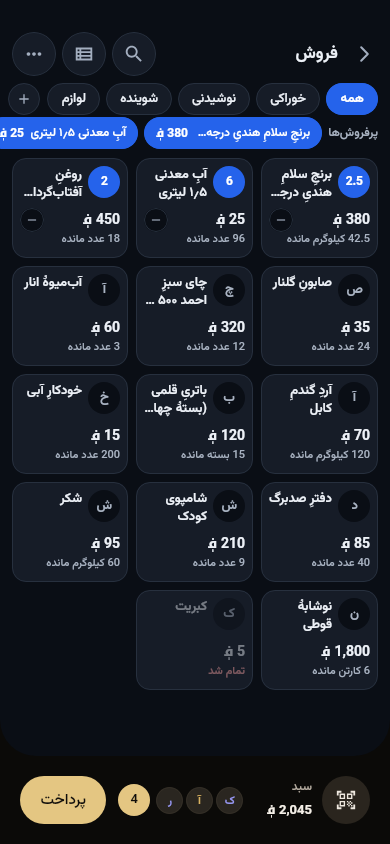 فروش
همه
خوراکی
نوشیدنی
شوینده
لوازم
پرفروش‌ها
برنجِ سلامِ هندیِ درجه… 380 ؋
آبِ معدنی ۱٫۵ لیتری 25 ؋
2.5
برنجِ سلامِ
هندیِ درجـ…
380 ؋
42.5 کیلوگرم مانده
6
آبِ معدنی
۱٫۵ لیتری
25 ؋
96 عدد مانده
2
روغنِ
آفتاب‌گردا…
450 ؋
18 عدد مانده
ص
صابونِ گلنار
35 ؋
24 عدد مانده
چ
چای سبزِ
احمد ۵۰۰ …
320 ؋
12 عدد مانده
آ
آب‌میوهٔ انار
60 ؋
3 عدد مانده
آ
آردِ گندمِ
کابل
70 ؋
120 کیلوگرم مانده
ب
باتریِ قلمی
(بستهٔ چها…
120 ؋
15 بسته مانده
خ
خودکارِ آبی
15 ؋
200 عدد مانده
د
دفترِ صدبرگ
85 ؋
40 عدد مانده
ش
شامپوی
کودک
210 ؋
9 عدد مانده
ش
شکر
95 ؋
60 کیلوگرم مانده
ن
نوشابهٔ
قوطی
1,800 ؋
6 کارتن مانده
ک
کبریت
5 ؋
تمام شد
سبد
2,045 ؋
ک
آ
ر
4
پرداخت